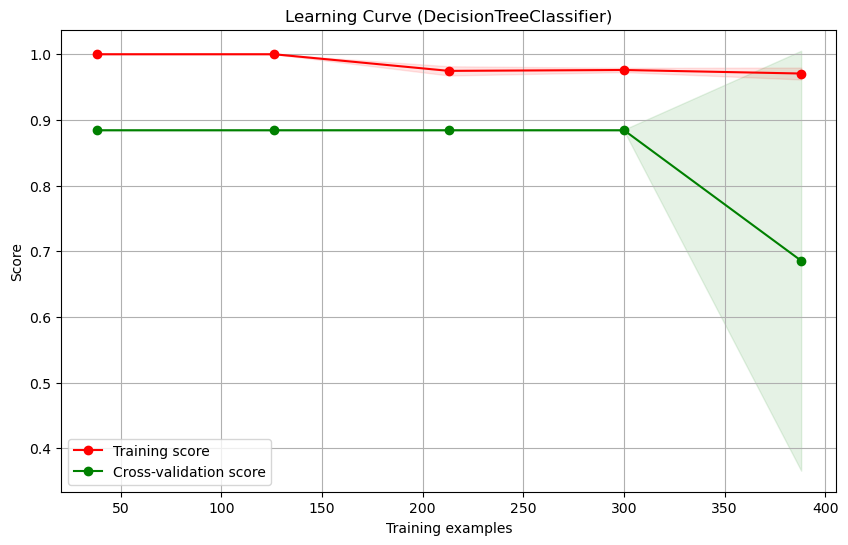 Learning Curve (DecisionTreeClassifier)
1.0
0.9
0.8
0.7
0.6
0.5
0.4
Score
Training score
Cross-validation score
50 100 150 200 250 300 350 400
Training examples